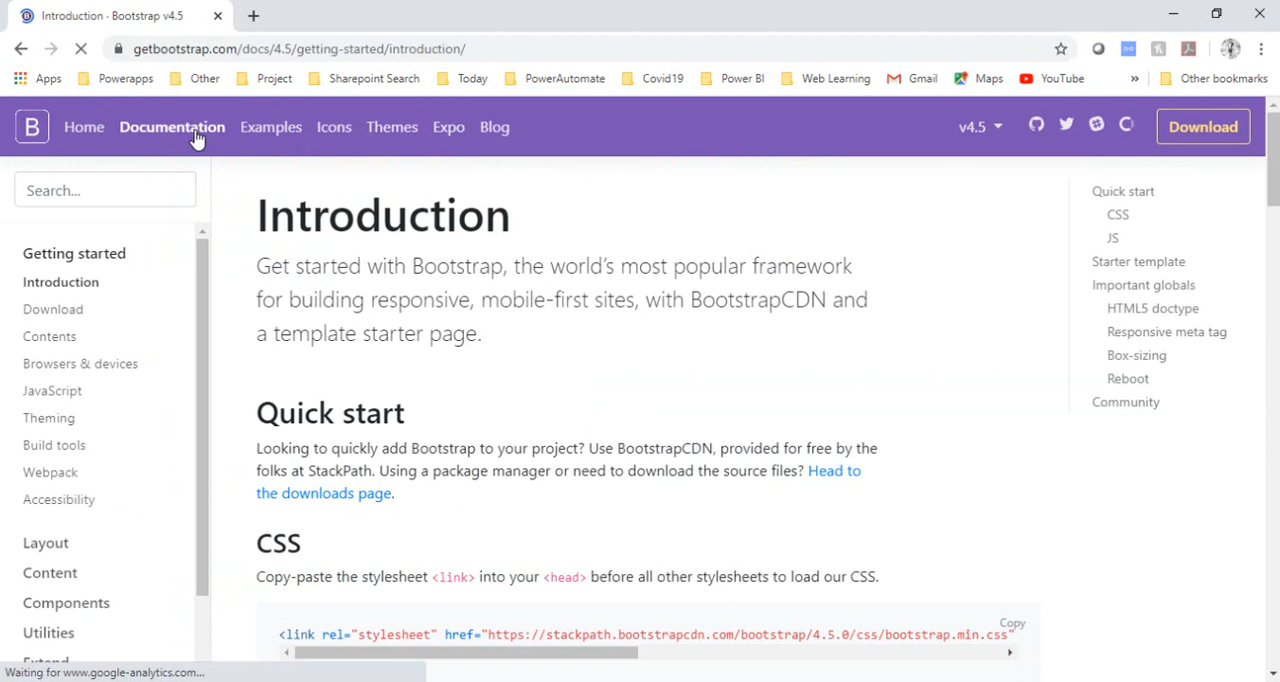 Introduction · Bootstrap v4.5
getbootstrap.com/docs/4.5/getting-started/introduction/
Apps Powerapps Other Project Sharepoint Search Today PowerAutomate Covid19 Power BI Web Learning Gmail Maps YouTube » Other bookmarks
B Home Documentation Examples Icons Themes Expo Blog v4.5 Download
Search...
Getting started
Introduction
Download
Contents
Browsers & devices
JavaScript
Theming
Build tools
Webpack
Accessibility
Layout
Content
Components
Utilities
Extend
Introduction
Get started with Bootstrap, the world's most popular framework
for building responsive, mobile-first sites, with BootstrapCDN and
a template starter page.
Quick start
Looking to quickly add Bootstrap to your project? Use BootstrapCDN, provided for free by the
folks at StackPath. Using a package manager or need to download the source files? Head to
the downloads page.
CSS
Copy-paste the stylesheet <link> into your <head> before all other stylesheets to load our CSS.
Copy
<link rel="stylesheet" href="https://stackpath.bootstrapcdn.com/bootstrap/4.5.0/css/bootstrap.min.css"
Quick start
CSS
JS
Starter template
Important globals
HTML5 doctype
Responsive meta tag
Box-sizing
Reboot
Community
Waiting for www.google-analytics.com...